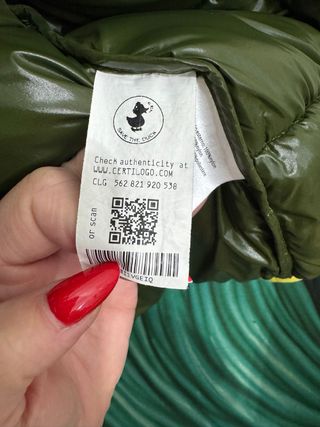 SAVE THE DUCK
Check authenticity at
WWW.CERTILOGO.COM
CLG 562 821 920 538
or scan